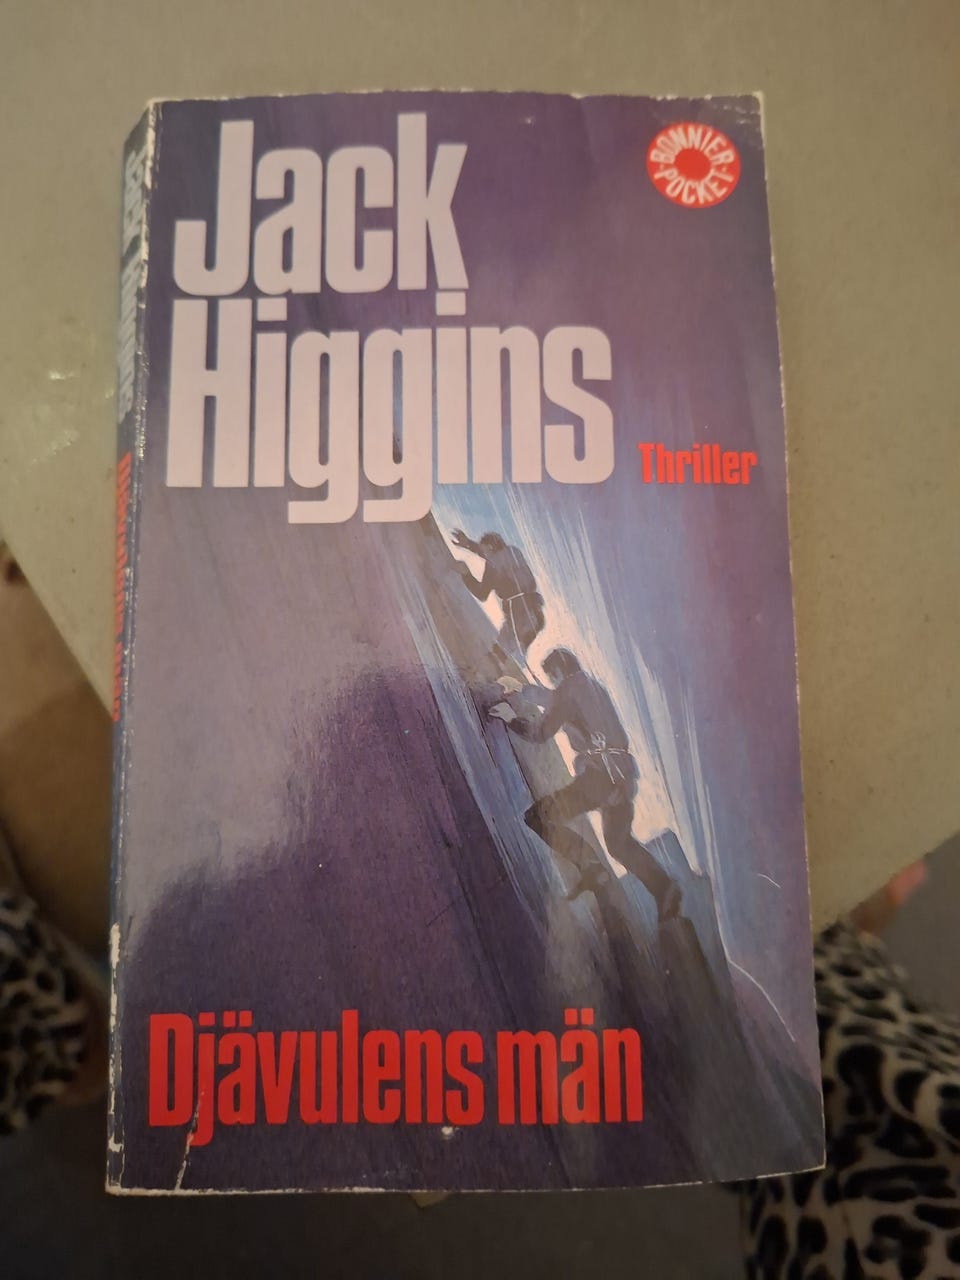 Jack
Higgins
BONNIER
POCKET
Thriller
Djävulens män